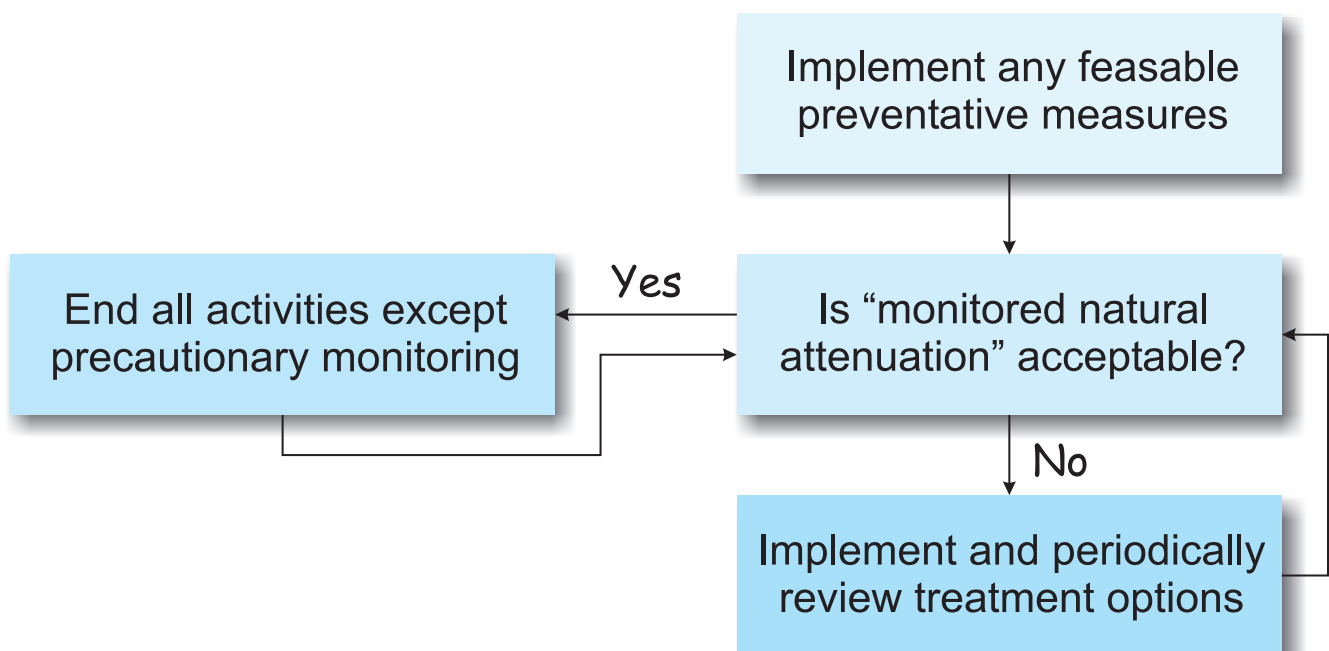 Implement any feasable
preventative measures
Yes
End all activities except
precautionary monitoring
Is “monitored natural
attenuation” acceptable?
No
Implement and periodically
review treatment options